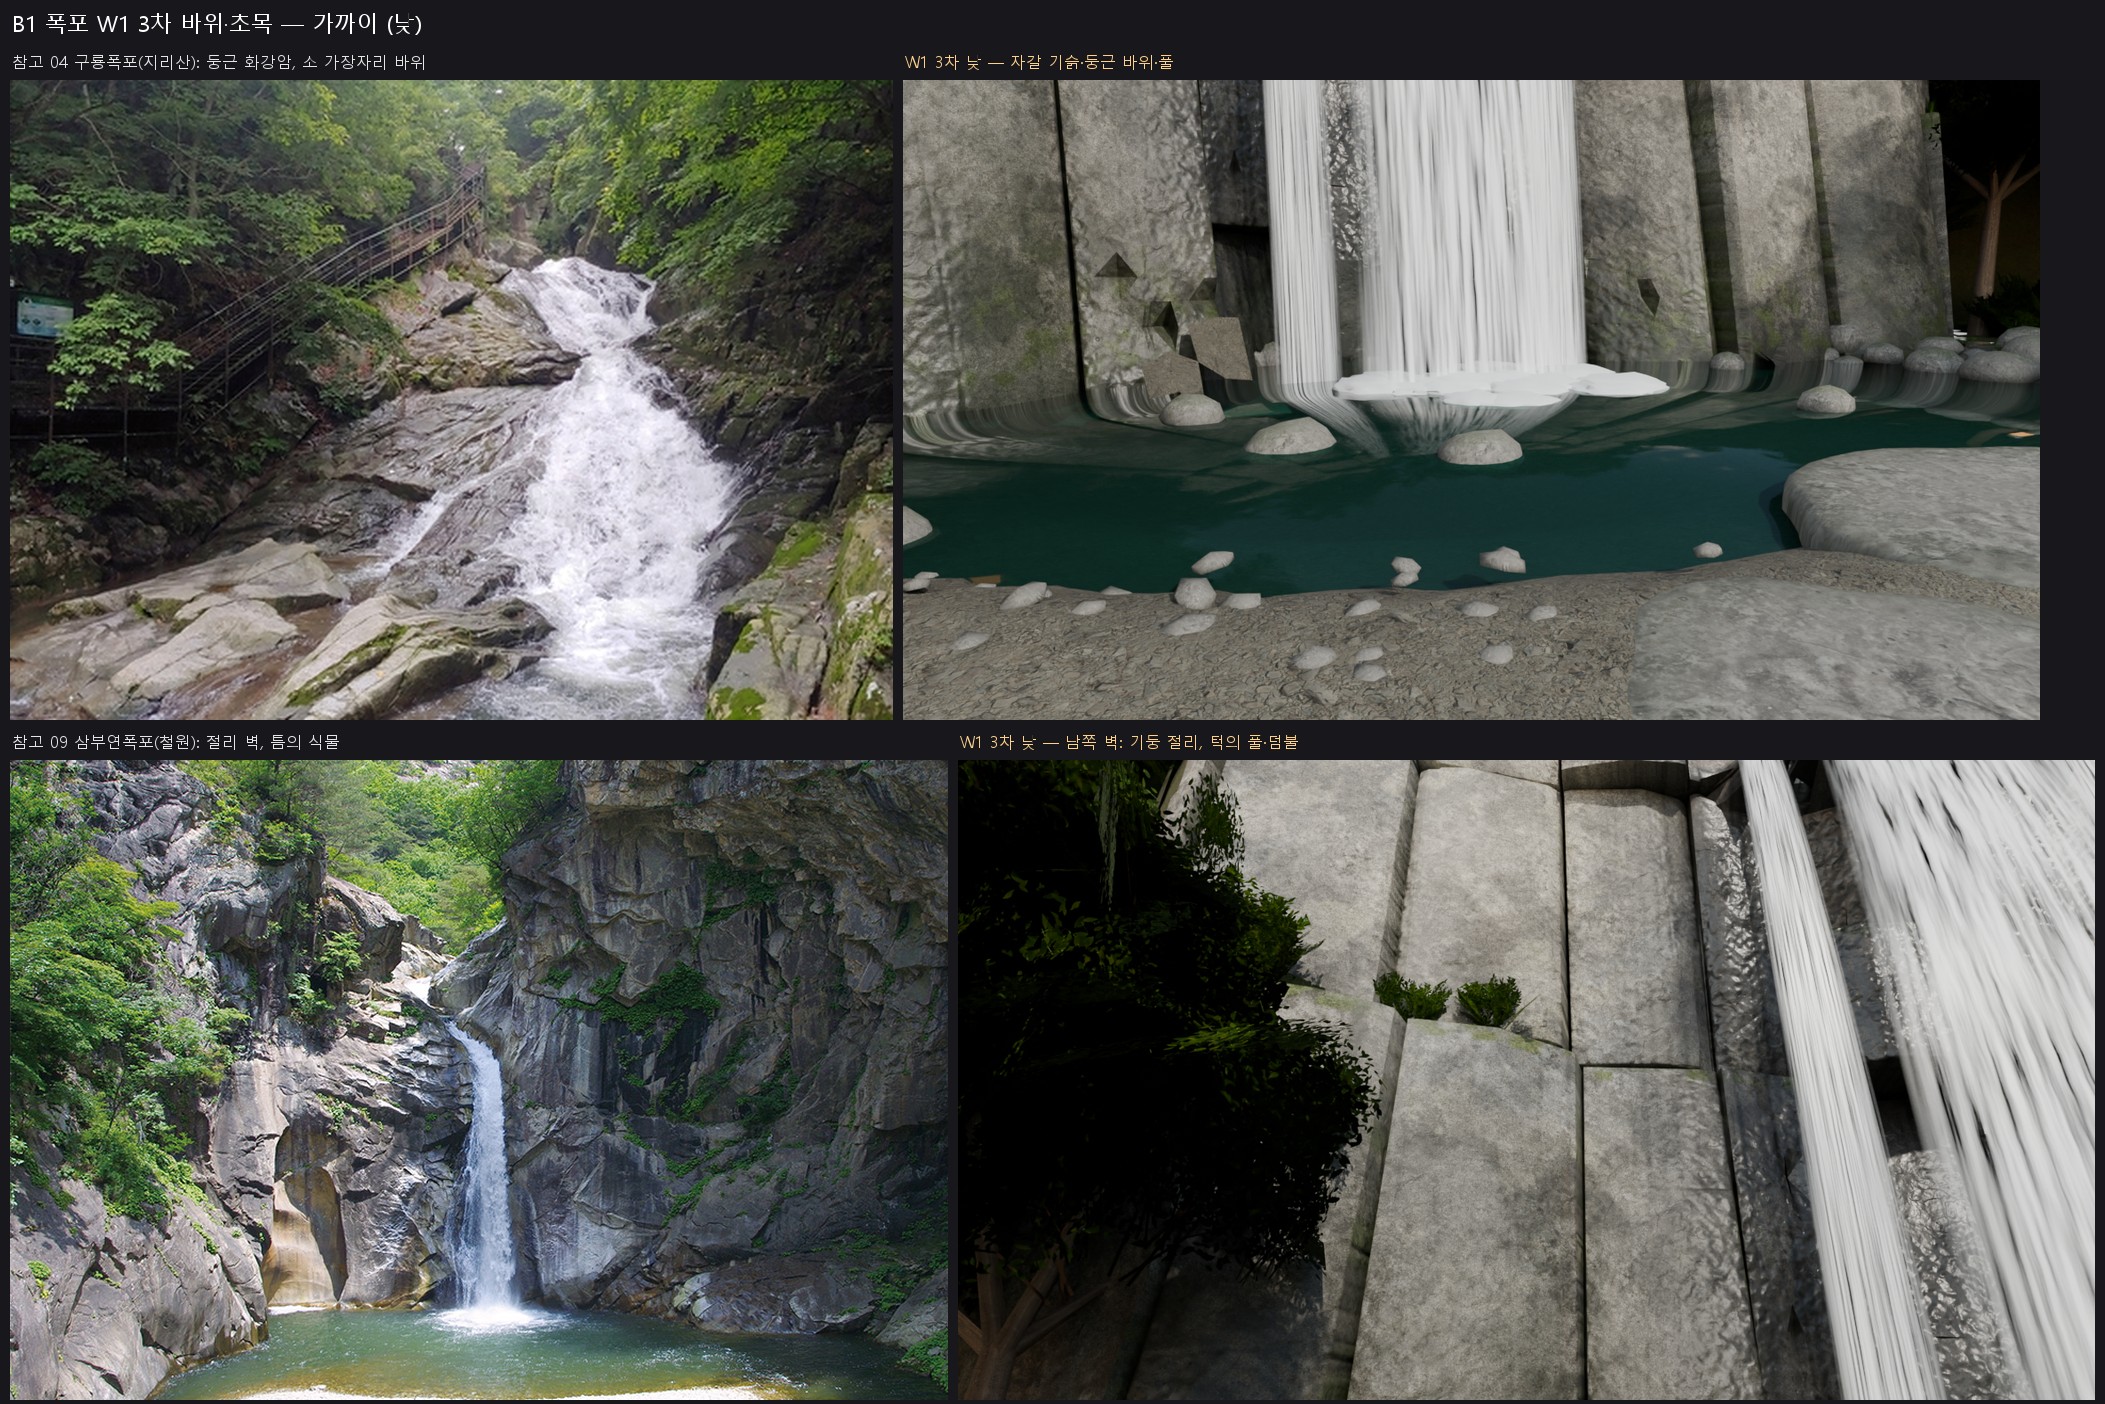 B1 폭포 W1 3차 바위·초목 — 가까이 (낮)
참고 04 구룡폭포(지리산): 둥근 화강암, 소 가장자리 바위
W1 3차 낮 — 자갈 기슭·둥근 바위·풀
참고 09 삼부연폭포(철원): 절리 벽, 틈의 식물
W1 3차 낮 — 남쪽 벽: 기둥 절리, 턱의 풀·덤불